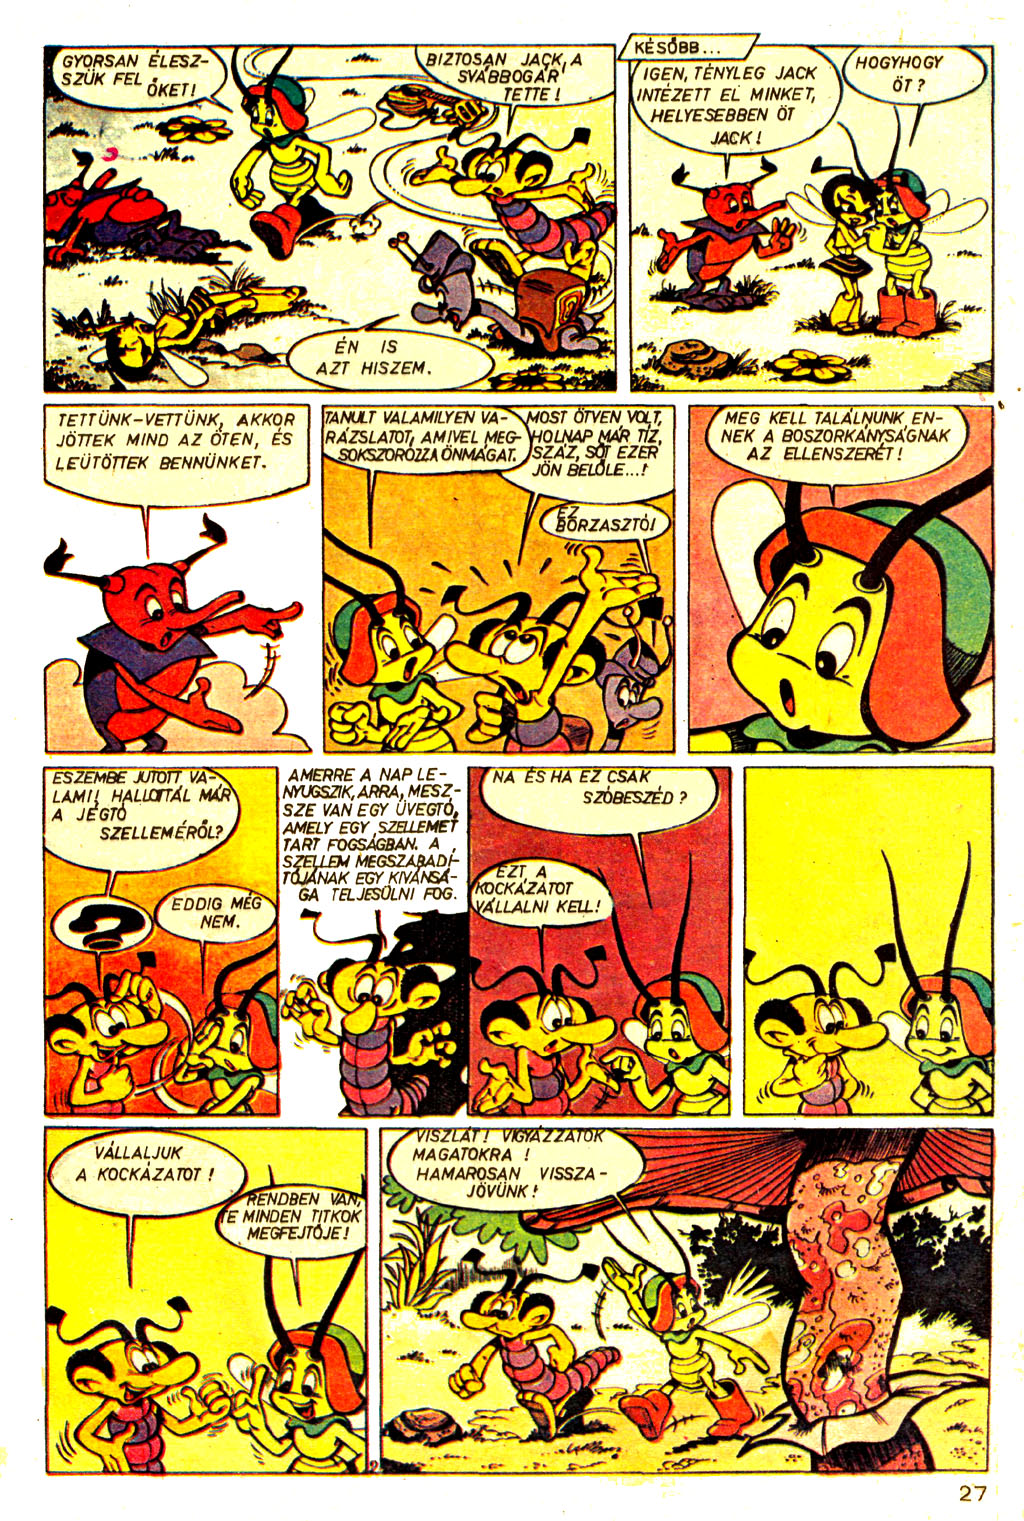 GYORSAN ÉLESZ-
SZÜK FEL
ŐKET!
BIZTOSAN JACK, A
SVÁBBOGÁR
TETTE!
ÉN IS
AZT HISZEM.
KÉSŐBB...
IGEN, TÉNYLEG JACK
INTÉZETT EL MINKET,
HELYESEBBEN ÖT
JACK!
HOGYHOGY
ÖT?
TETTÜNK-VETTÜNK, AKKOR
JÖTTEK MIND AZ ÖTEN, ÉS
LEÜTÖTTEK BENNÜNKET.
TANULT VALAMILYEN VA-
RÁZSLATOT, AMIVEL MEG-
SOKSZOROZZA ÖNMAGÁT.
MOST ÖTVEN VOLT,
HOLNAP MÁR TÍZ,
SZÁZ, SŐT EZER
JÖN BELŐLE...!
EZ
BORZASZTÓ!
MEG KELL TALÁLNUNK EN-
NEK A BOSZORKÁNYSÁGNAK
AZ ELLENSZERÉT!
ESZEMBE JUTOTT VA-
LAMI! HALLOTTÁL MÁR
A JÉGTÓ
SZELLEMÉRŐL?
?
EDDIG MÉG
NEM.
AMERRE A NAP LE-
NYUGSZIK, ARRA, MESZ-
SZE VAN EGY ÜVEGTÓ,
AMELY EGY SZELLEMET
TART FOGSÁGBAN. A
SZELLEM MEGSZABADÍ-
TÓJÁNAK EGY KÍVÁNSÁ-
GA TELJESÜLNI FOG.
NA ÉS HA EZ CSAK
SZÓBESZÉD?
EZT A
KOCKÁZATOT
VÁLLALNI KELL!
VÁLLALJUK
A KOCKÁZATOT!
RENDBEN VAN,
TE MINDEN TITKOK
MEGFEJTŐJE!
VISZLÁT! VIGYÁZZATOK
MAGATOKRA!
HAMAROSAN VISSZA-
JÖVÜNK!
27